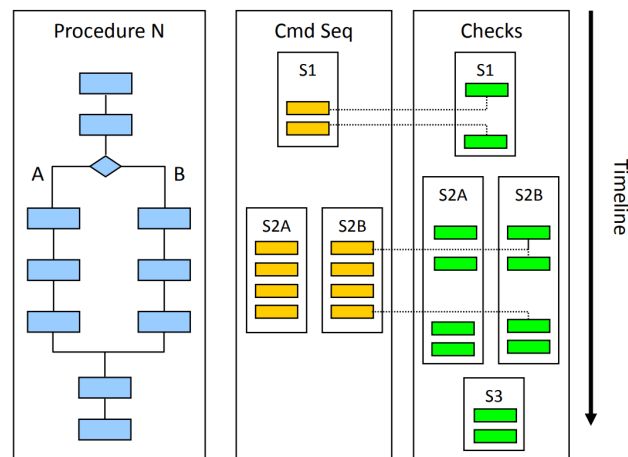 Procedure N
A
B
Cmd Seq
S1
S2A
S2B
Checks
S1
S2A
S2B
S3
Timeline